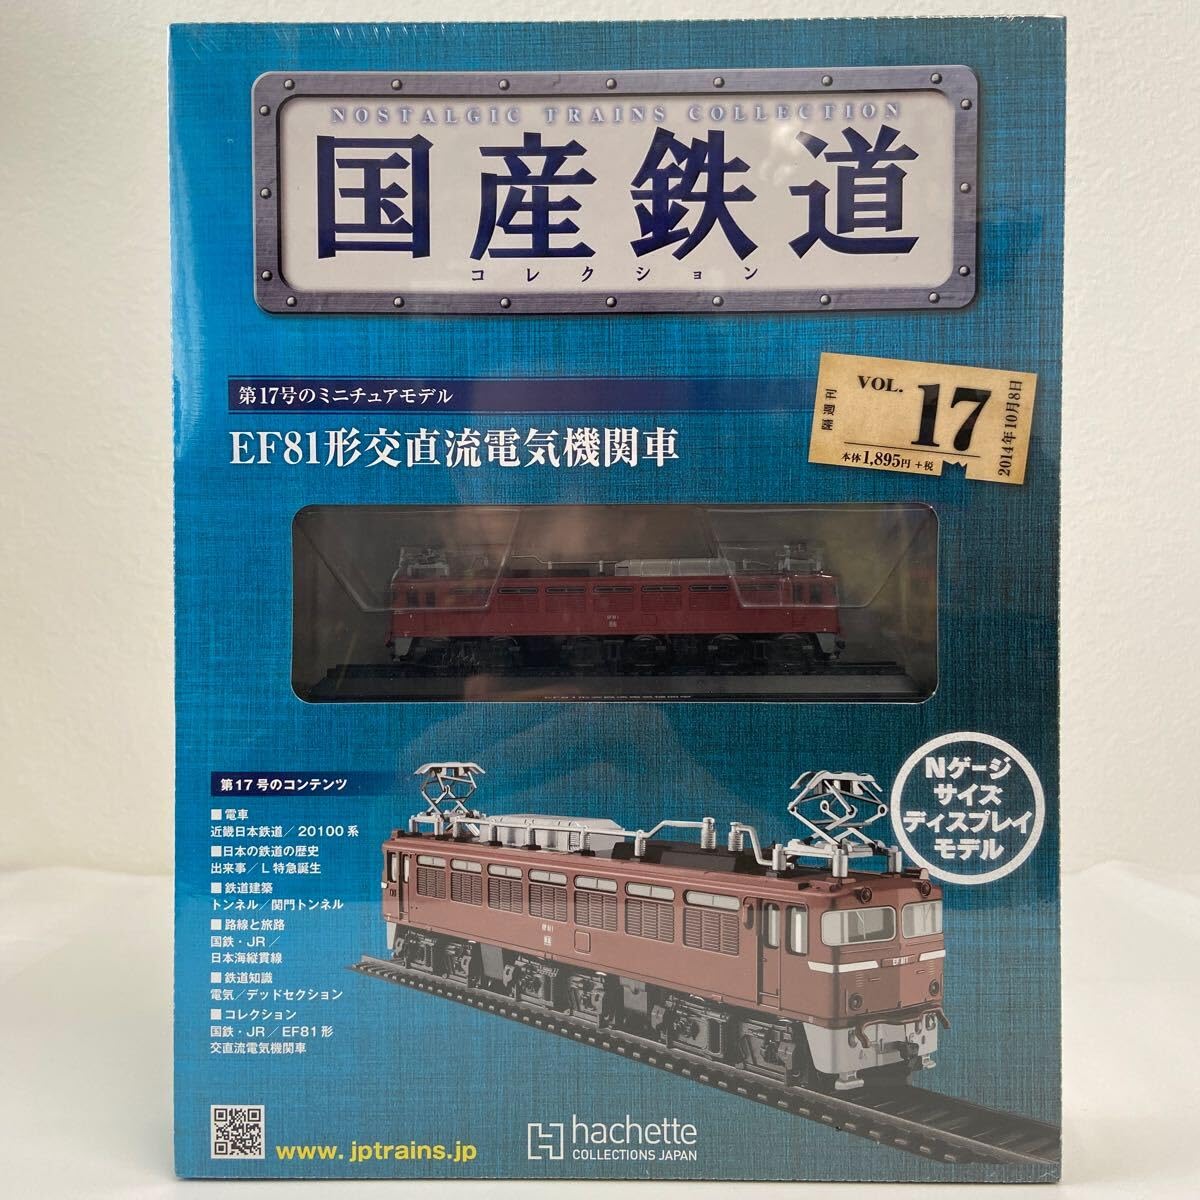 NOSTALGIC TRAINS COLLECTION
国産鉄道
コレクション
第17号のミニチュアモデル
EF81形交直流電気機関車
隔週刊
VOL. 17
本体1,895円+税
2014年10月8日
EF81 1
Nゲージ
サイズ
ディスプレイ
モデル
第17号のコンテンツ
■電車
近畿日本鉄道／20100系
■日本の鉄道の歴史
出来事／L特急誕生
■鉄道建築
トンネル／関門トンネル
■路線と旅路
国鉄・JR／
日本海縦貫線
■鉄道知識
電気／デッドセクション
■コレクション
国鉄・JR／EF81形
交直流電気機関車
EF81 1
EF 81 1
www.jptrains.jp
H hachette
COLLECTIONS JAPAN